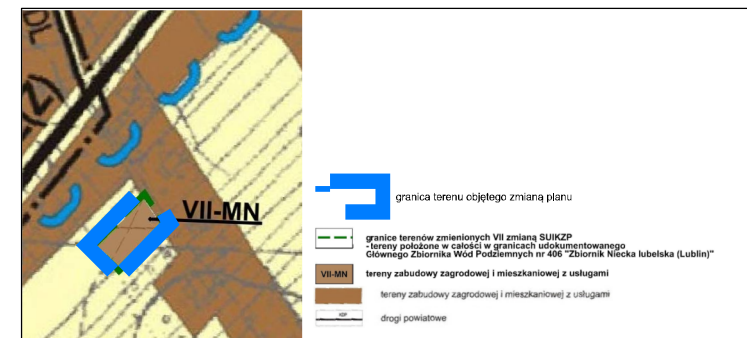 DL
(Z)
VII-MN
granica terenu objętego zmianą planu
granice terenów zmienionych VII zmianą SUIKZP
- tereny położone w całości w granicach udokumentowanego
Głównego Zbiornika Wód Podziemnych nr 406 "Zbiornik Niecka lubelska (Lublin)"
VII-MN tereny zabudowy zagrodowej i mieszkaniowej z usługami
tereny zabudowy zagrodowej i mieszkaniowej z usługami
KDP drogi powiatowe